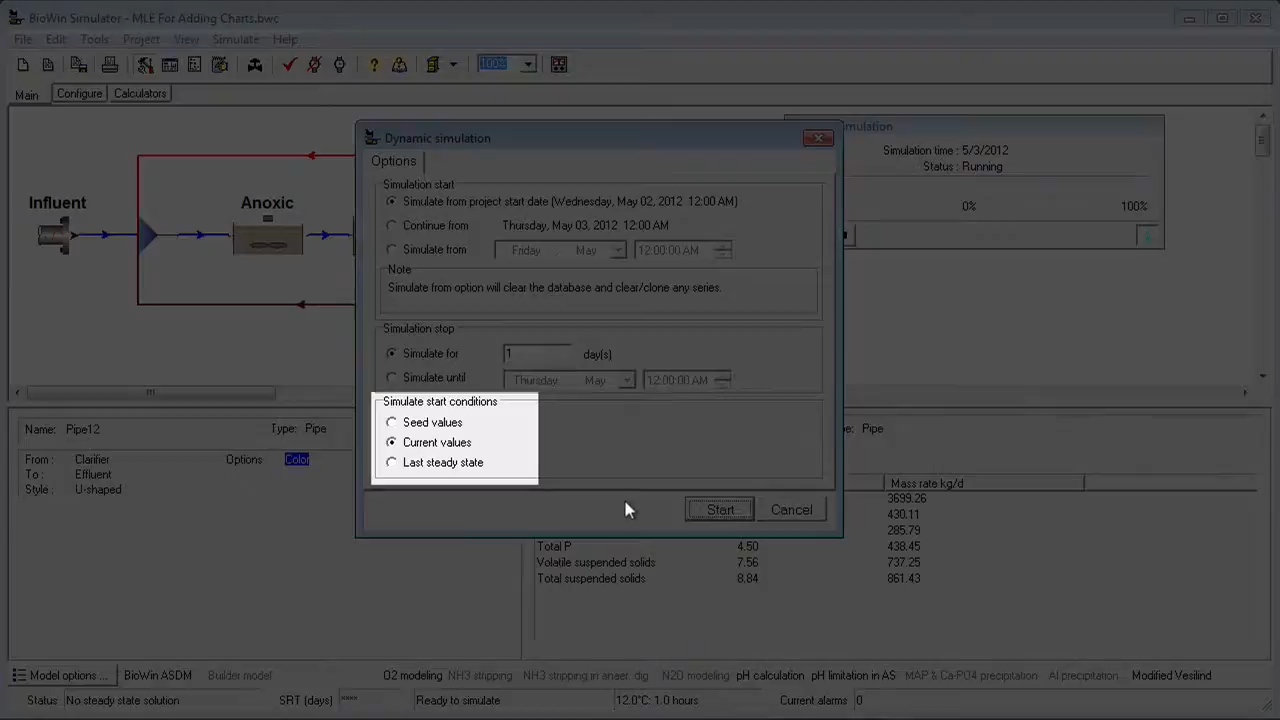 BioWin Simulator - MLE For Adding Charts.bwc
File Edit Tools Project View Simulate Help
100%
Main Configure Calculators
Dynamic simulation
Options
Simulation start
Simulate from project start date (Wednesday, May 02, 2012 12:00 AM)
Continue from Thursday, May 03, 2012 12:00 AM
Simulate from Friday May 12:00:00 AM
Note
Simulate from option will clear the database and clear/clone any series.
Simulation stop
Simulate for 1 day(s)
Simulate until Thursday May 12:00:00 AM
Simulate start conditions
Seed values
Current values
Last steady state
Start Cancel
Simulation time : 5/3/2012
Status : Running
0% 100%
Influent
Anoxic
Name: Pipe12 Type: Pipe
From : Clarifier Options Color
To : Effluent
Style : U-shaped
Pipe
Mass rate kg/d
3699.26
430.11
285.79
Total P 4.50 438.45
Volatile suspended solids 7.56 737.25
Total suspended solids 8.84 861.43
Model options ... BioWin ASDM Builder model O2 modeling NH3 stripping NH3 stripping in anaer. dig N2O modeling pH calculation pH limitation in AS MAP & Ca-PO4 precipitation Al precipitation Modified Vesilind
Status No steady state solution SRT (days) **** Ready to simulate 12.0°C: 1.0 hours Current alarms 0